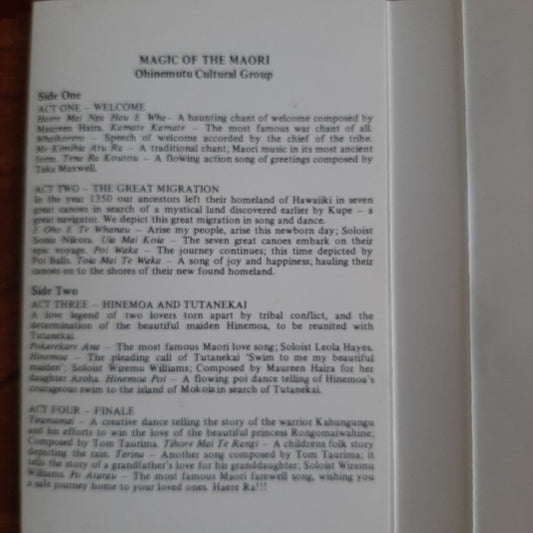 MAGIC OF THE MAORI
Ohinemutu Cultural Group
Side One
ACT ONE – WELCOME
Haere Mai Nga Hau E Wha – A haunting chant of welcome composed by
Maureen Haira. Kamate Kamate – The most famous war chant of all.
Whaikorero – Speech of welcome accorded by the chief of the tribe.
Me Kimihia Atu Ra – A traditional chant; Maori music in its most ancient
form. Tena Ra Koutou – A flowing action song of greetings composed by
Taka Maxwell.
ACT TWO – THE GREAT MIGRATION
In the year 1350 our ancestors left their homeland of Hawaiiki in seven
great canoes in search of a mystical land discovered earlier by Kupe – a
great navigator. We depict this great migration in song and dance.
E Oho E Te Whanau – Arise my people, arise this newborn day; Soloist
Sonia Nikora. Uia Mai Koia – The seven great canoes embark on their
epic voyage. Poi Waka – The journey continues; this time depicted by
Poi Balls. Toia Mai Te Waka – A song of joy and happiness; hauling their
canoes on to the shores of their new found homeland.
Side Two
ACT THREE – HINEMOA AND TUTANEKAI
A love legend of two lovers torn apart by tribal conflict, and the
determination of the beautiful maiden Hinemoa, to be reunited with
Tutanekai.
Pokarekare Ana – The most famous Maori love song; Soloist Leola Hayes.
Hinemoa – The pleading call of Tutanekai 'Swim to me my beautiful
maiden'; Soloist Wiremu Williams; Composed by Maureen Haira for her
daughter Aroha. Hinemoa Poi – A flowing poi dance telling of Hinemoa's
courageous swim to the island of Mokoia in search of Tutanekai.
ACT FOUR – FINALE
Tiramamai – A creative dance telling the story of the warrior Kahungungu
and his efforts to win the love of the beautiful princess Rongomaiwahine;
Composed by Tom Taurima. Tihore Mai Te Rangi – A childrens folk story
depicting the rain. Terina – Another song composed by Tom Taurima; it
tells the story of a grandfather's love for his granddaughter; Soloist Wiremu
Williams. Po Atarau – The most famous Maori farewell song, wishing you
a safe journey home to your loved ones. Haere Ra!!!